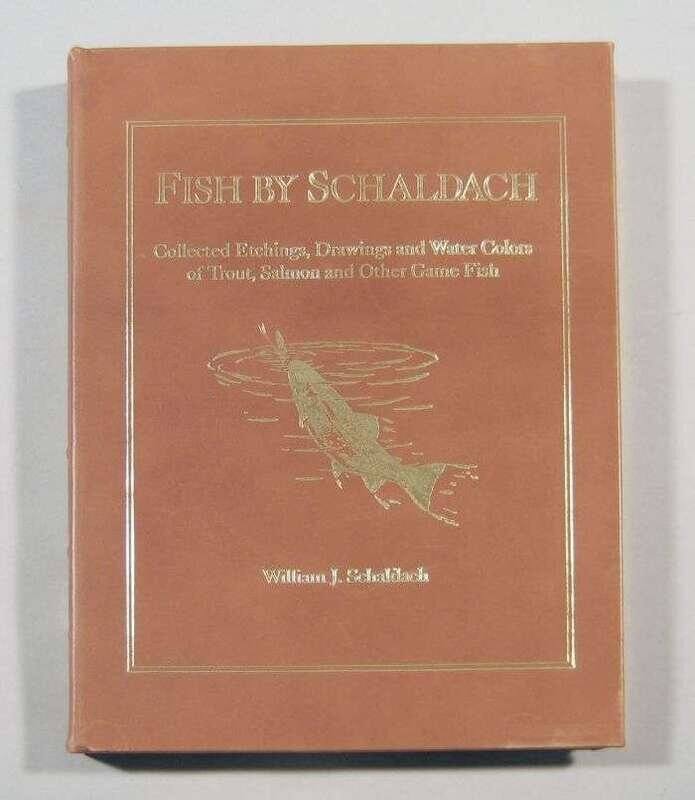 FISH BY SCHALDACH
Collected Etchings, Drawings and Water Colors
of Trout, Salmon and Other Game Fish
William J. Schaldach